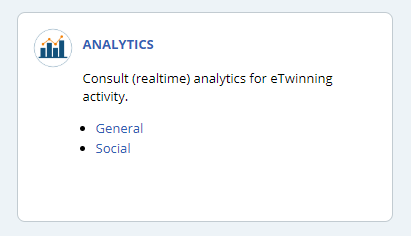 ANALYTICS
Consult (realtime) analytics for eTwinning
activity.
General
Social